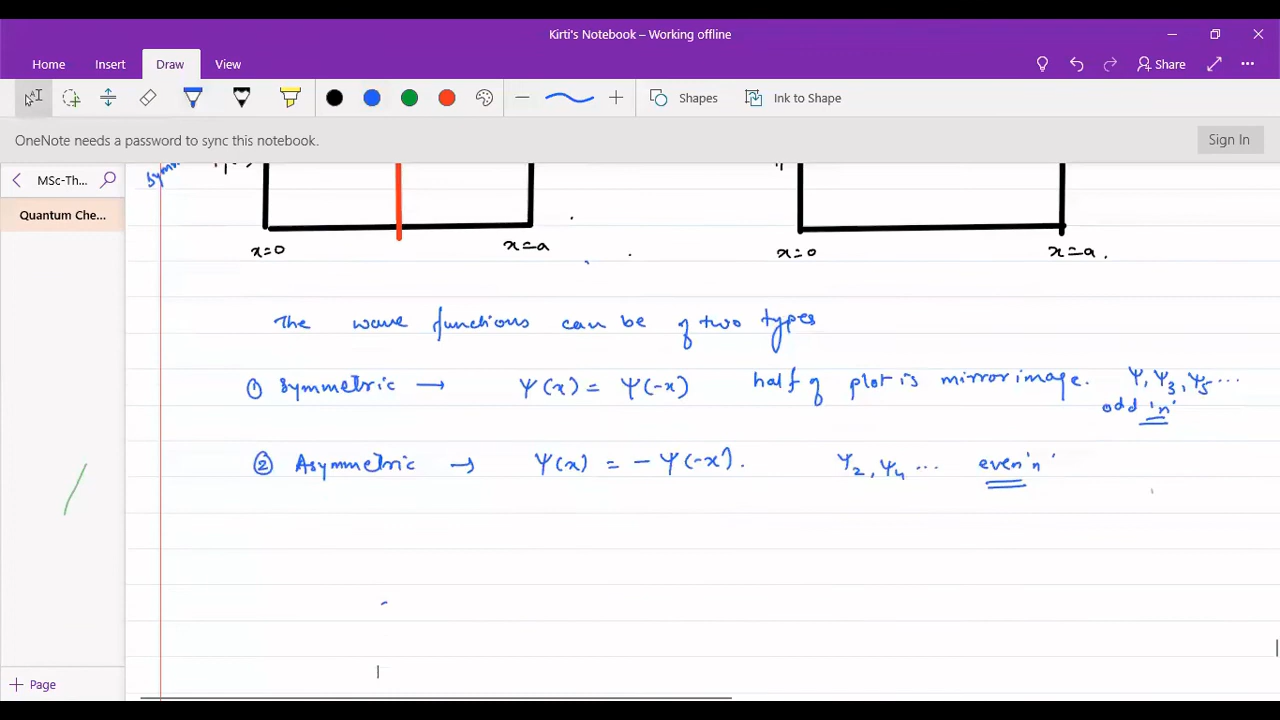 Kirti's Notebook – Working offline
Home Insert Draw View
Share
Shapes
Ink to Shape
OneNote needs a password to sync this notebook.
Sign In
MSc-Th...
Quantum Che...
x=0 x=a x=0 x=a.
The wave functions can be of two types
① Symmetric → Ψ(x) = Ψ(-x) half of plot is mirror image. Ψ, Ψ3, Ψ5 ...
odd 'n'
② Asymmetric → Ψ(x) = - Ψ(-x). Ψ2, Ψ4 ... even 'n'
+ Page